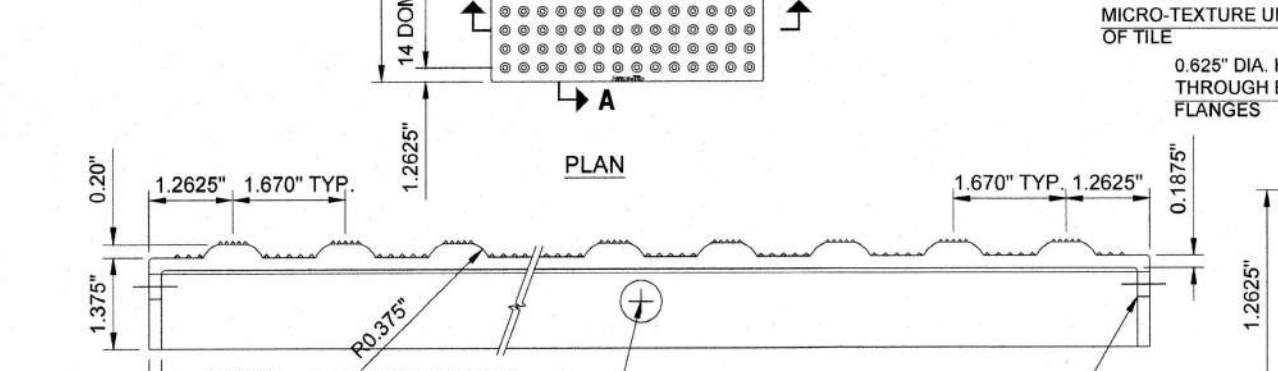 14 DOM
MICRO-TEXTURE
OF TILE
0.625" DIA.
THROUGH
FLANGES
A
1.2625"
PLAN
0.20"
1.2625"
1.670" TYP.
1.670" TYP.
1.2625"
0.1875"
1.375"
R0.375"
1.2625"